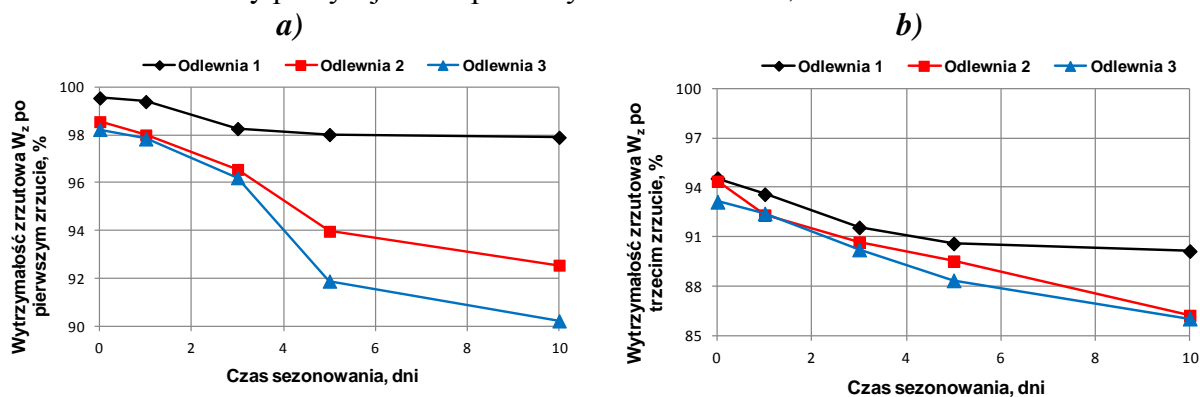 a)
b)
Odlewnia 1 Odlewnia 2 Odlewnia 3
100
98
96
94
92
90
0 2 4 6 8 10
Wytrzymałość zrzutowa Wz po
pierwszym zrzucie, %
Czas sezonowania, dni
Odlewnia 1 Odlewnia 2 Odlewnia 3
100
97
94
91
88
85
0 2 4 6 8 10
Wytrzymałość zrzutowa Wz po
trzecim zrzucie, %
Czas sezonowania, dni